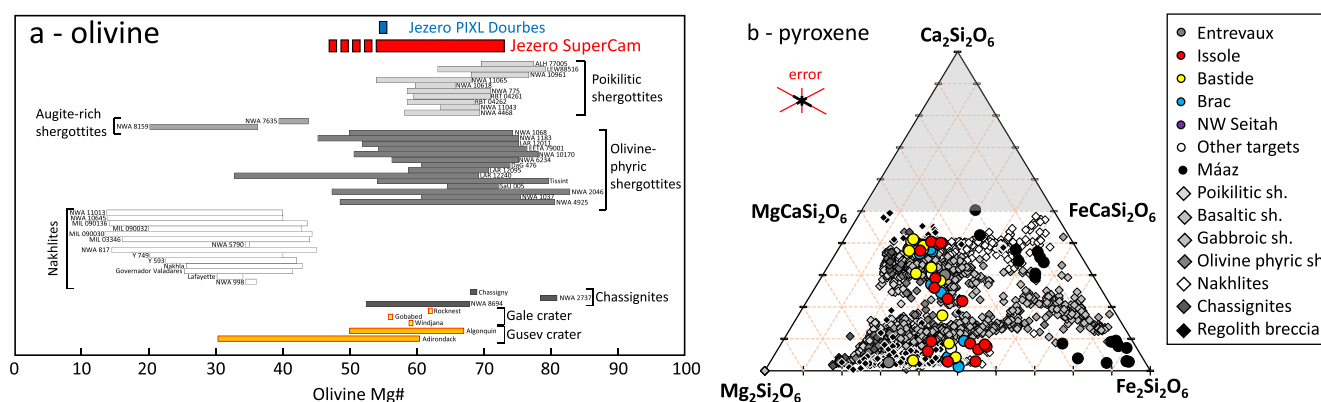 a - olivine
Jezero PIXL Dourbes
Jezero SuperCam
ALH 77005
LEW88516
NWA 10961
NWA 11065
NWA 10618
NWA 775
RBT 04261
RBT 04262
NWA 11043
NWA 4468
Poikilitic
shergottites
Augite-rich
shergottites
NWA 7635
NWA 8159
NWA 1068
NWA 1183
LAR 12011
EETA 79001
NWA 10170
NWA 6234
DaG 476
LAR 12095
LAR 12240
Tissint
SaU 005
NWA 2046
NWA 1037
NWA 4925
Olivine-
phyric
shergottites
Nakhlites
NWA 11013
NWA 10645
MIL 090136
MIL 090032
MIL 090030
MIL 03346
NWA 5790
NWA 817
Y 749
Y 593
Nakhla
Governador Valadares
Lafayette
NWA 998
Chassigny
NWA 2737
NWA 8694
Chassignites
Rocknest
Gobabed
Windjana
Gale crater
Algonquin
Adirondack
Gusev crater
0 10 20 30 40 50 60 70 80 90 100
Olivine Mg#
b - pyroxene
error
Ca2Si2O6
MgCaSi2O6
FeCaSi2O6
Mg2Si2O6
Fe2Si2O6
Entrevaux
Issole
Bastide
Brac
NW Seitah
Other targets
Máaz
Poikilitic sh.
Basaltic sh.
Gabbroic sh.
Olivine phyric sh
Nakhlites
Chassignites
Regolith breccia